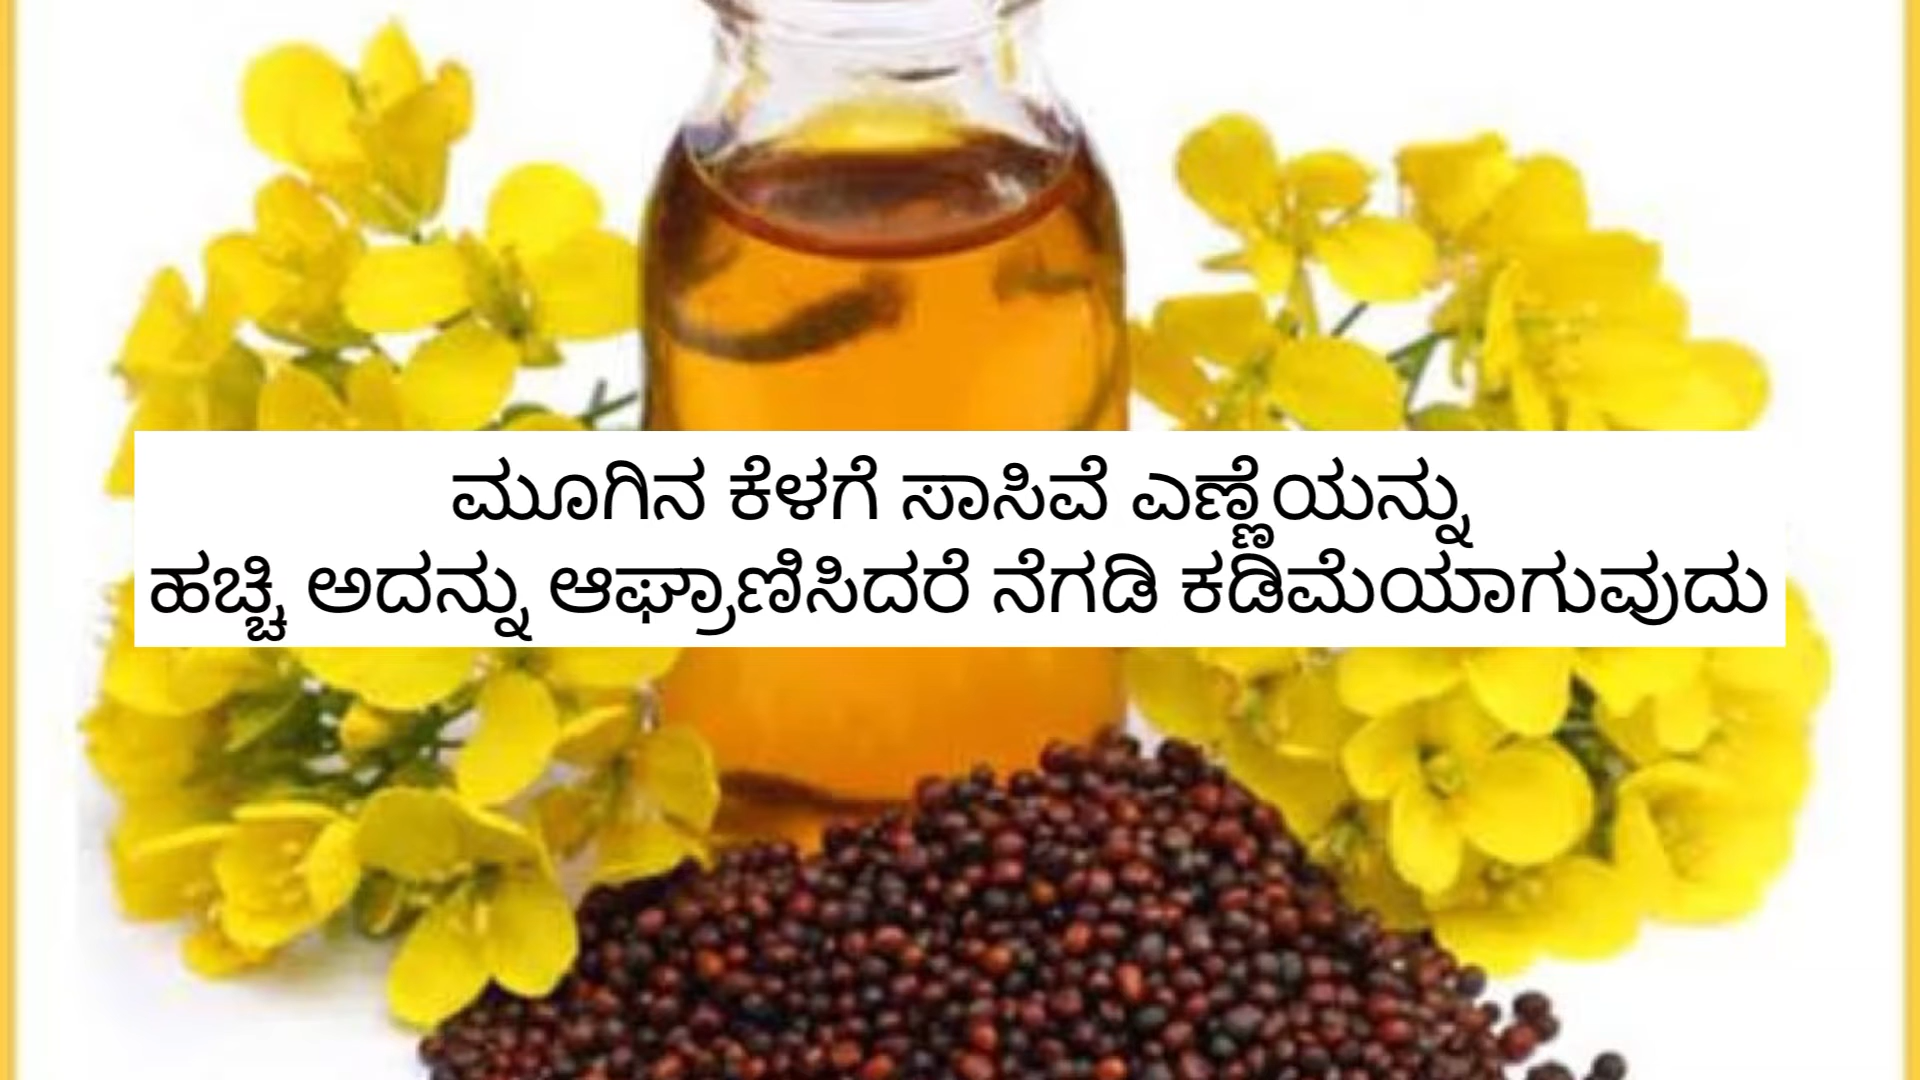 ಮೂಗಿನ ಕೆಳಗೆ ಸಾಸಿವೆ ಎಣ್ಣೆಯನ್ನು
ಹಚ್ಚಿ ಅದನ್ನು ಆಘ್ರಾಣಿಸಿದರೆ ನೆಗಡಿ ಕಡಿಮೆಯಾಗುವುದು